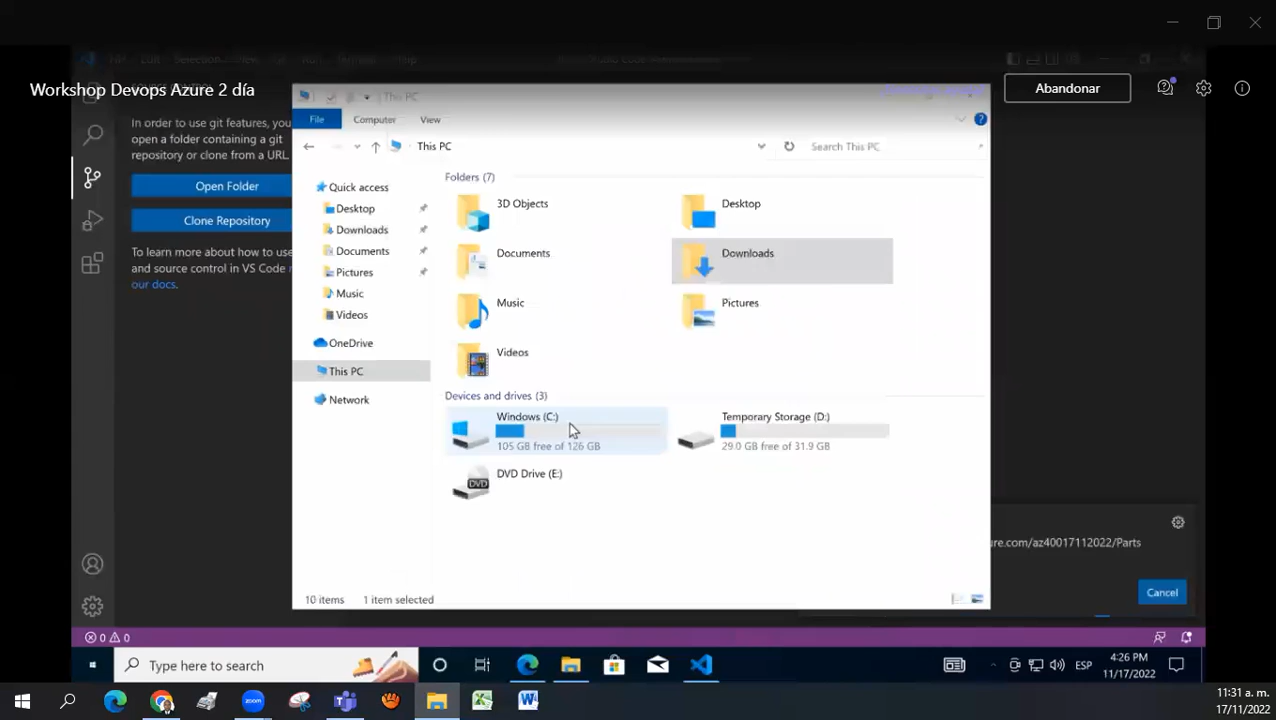 Workshop Devops Azure 2 día
Abandonar
In order to use git features, you
open a folder containing a git
repository or clone from a URL.
Open Folder
Clone Repository
To learn more about how to use
and source control in VS Code
our docs.
This PC
File
Computer
View
This PC
Search This PC
Quick access
Desktop
Downloads
Documents
Pictures
Music
Videos
OneDrive
This PC
Network
Folders (7)
3D Objects
Desktop
Documents
Downloads
Music
Pictures
Videos
Devices and drives (3)
Windows (C:)
105 GB free of 126 GB
Temporary Storage (D:)
29.0 GB free of 31.9 GB
DVD
DVD Drive (E:)
10 items
1 item selected
ure.com/az40017112022/Parts
Cancel
0
0
Type here to search
ESP
4:26 PM
11/17/2022
11:31 a. m.
17/11/2022